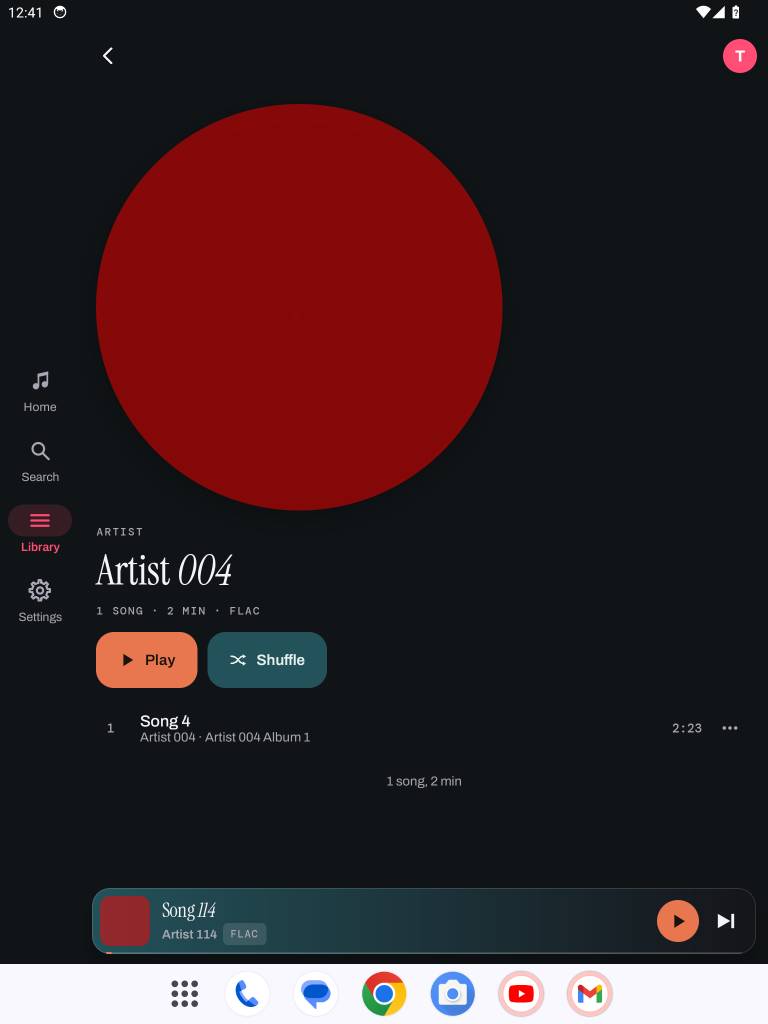 12:41
T
Home
Search
Library
Settings
ARTIST
Artist 004
1 SONG · 2 MIN · FLAC
Play
Shuffle
1
Song 4
Artist 004 · Artist 004 Album 1
2:23
1 song, 2 min
Song 114
Artist 114
FLAC